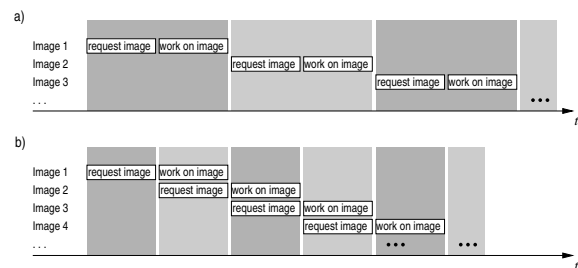 a)
Image 1 request image work on image
Image 2 request image work on image
Image 3 request image work on image
. . . •••
t
b)
Image 1 request image work on image
Image 2 request image work on image
Image 3 request image work on image
Image 4 request image work on image
. . . ••• •••
t